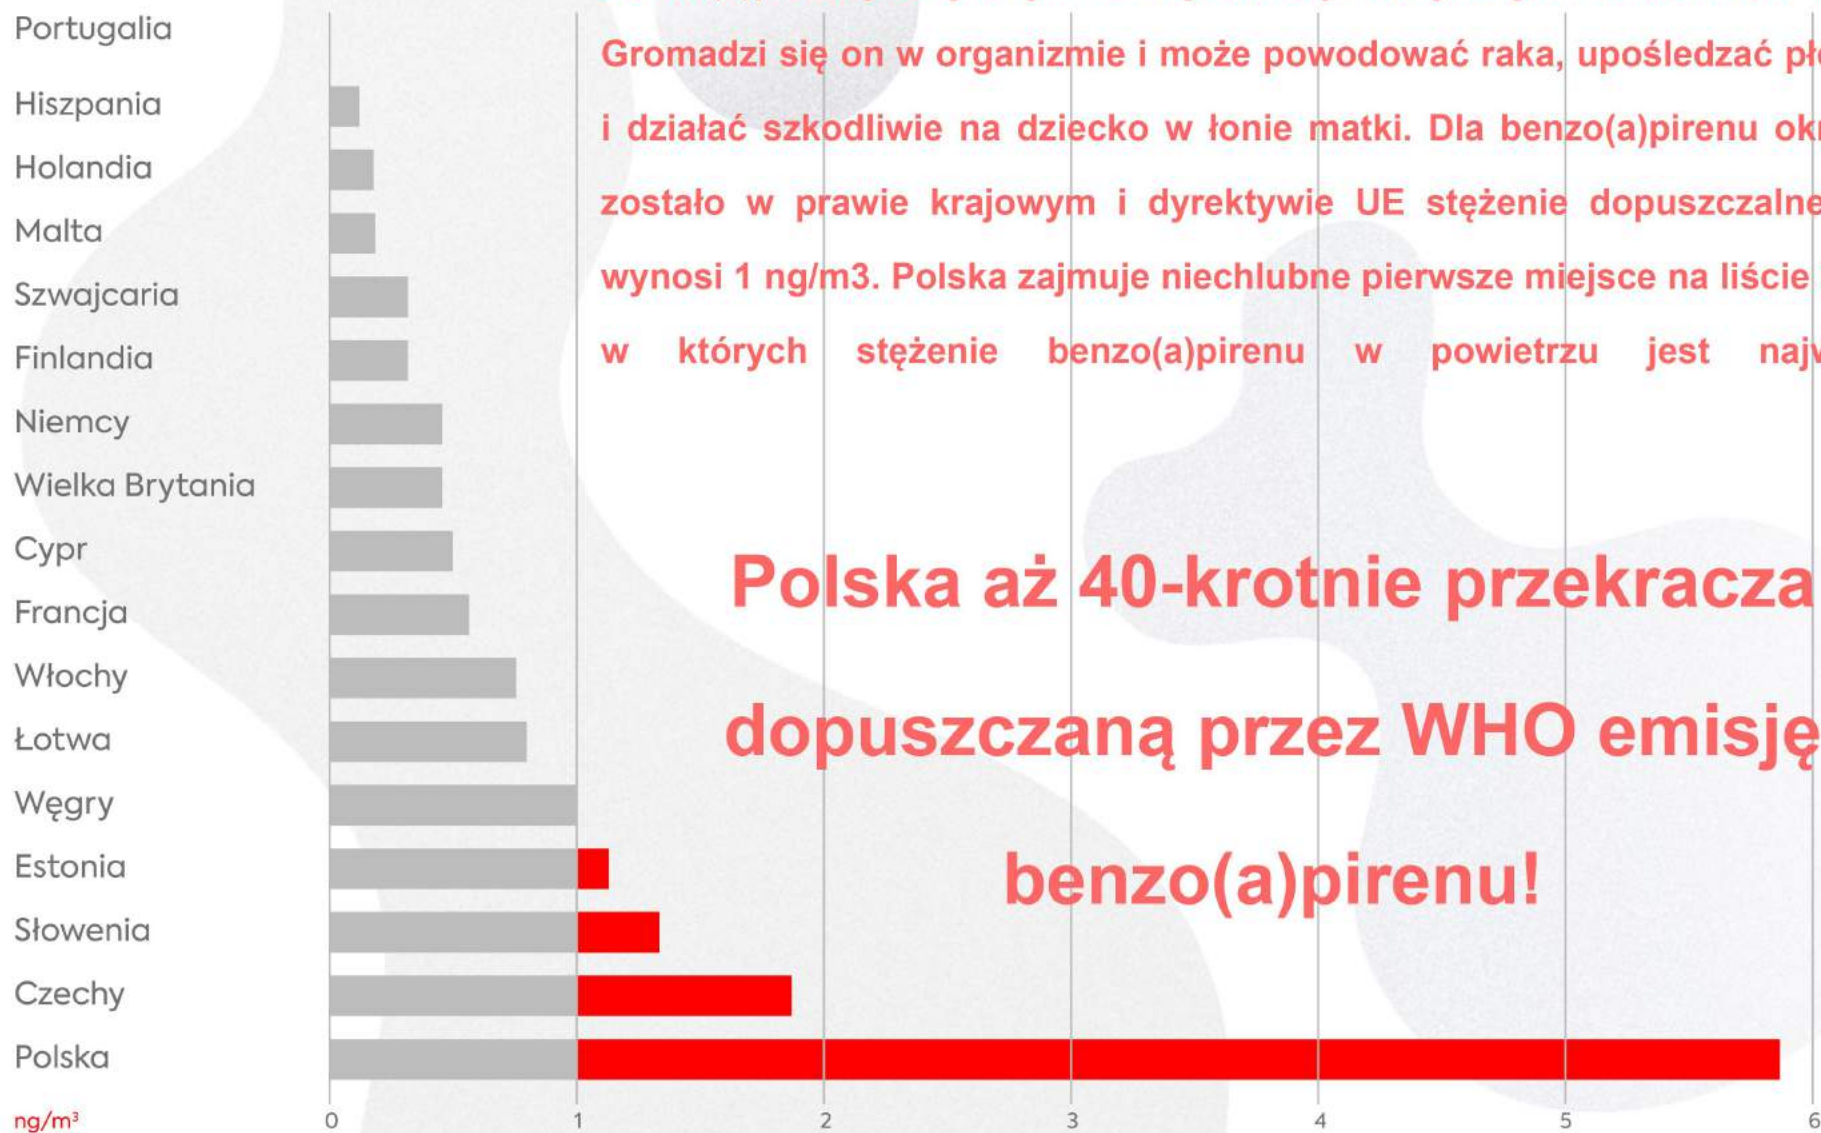 Portugalia
Gromadzi się on w organizmie i może powodować raka, upośledzać
Hiszpania
i działać szkodliwie na dziecko w łonie matki. Dla benzo(a)pirenu
Holandia
zostało w prawie krajowym i dyrektywie UE stężenie dopuszczalne
Malta
wynosi 1 ng/m3. Polska zajmuje niechlubne pierwsze miejsce na liście
Szwajcaria
w których stężenie benzo(a)pirenu w powietrzu jest
Finlandia
Niemcy
Wielka Brytania
Cypr
Francja
Włochy
Łotwa
Węgry
Estonia
Słowenia
Czechy
Polska
Polska aż 40-krotnie przekracza
dopuszczaną przez WHO emisję
benzo(a)pirenu!
ng/m³ 0 1 2 3 4 5 6